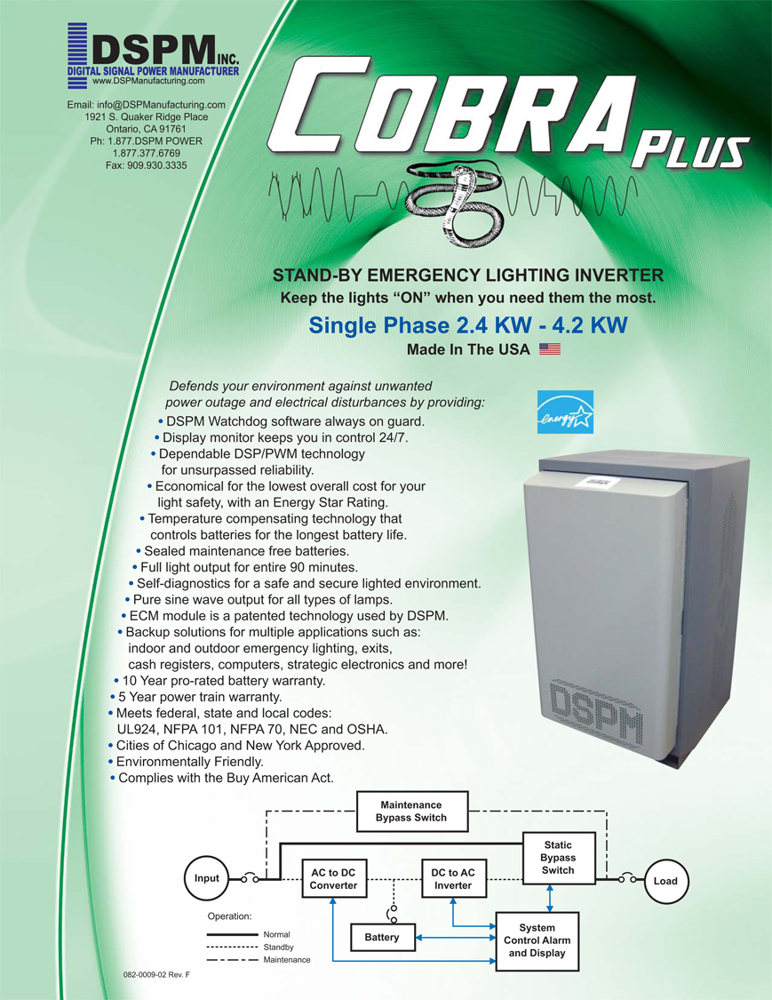 DSPM INC.
DIGITAL SIGNAL POWER MANUFACTURER
www.DSPManufacturing.com
Email: info@DSPManufacturing.com
1921 S. Quaker Ridge Place
Ontario, CA 91761
Ph: 1.877.DSPM POWER
1.877.377.6769
Fax: 909.930.3335
COBRA PLUS
STAND-BY EMERGENCY LIGHTING INVERTER
Keep the lights “ON” when you need them the most.
Single Phase 2.4 KW - 4.2 KW
Made In The USA
Defends your environment against unwanted
power outage and electrical disturbances by providing:
• DSPM Watchdog software always on guard.
• Display monitor keeps you in control 24/7.
• Dependable DSP/PWM technology
for unsurpassed reliability.
• Economical for the lowest overall cost for your
light safety, with an Energy Star Rating.
• Temperature compensating technology that
controls batteries for the longest battery life.
• Sealed maintenance free batteries.
• Full light output for entire 90 minutes.
• Self-diagnostics for a safe and secure lighted environment.
• Pure sine wave output for all types of lamps.
• ECM module is a patented technology used by DSPM.
• Backup solutions for multiple applications such as:
indoor and outdoor emergency lighting, exits,
cash registers, computers, strategic electronics and more!
• 10 Year pro-rated battery warranty.
• 5 Year power train warranty.
• Meets federal, state and local codes:
UL924, NFPA 101, NFPA 70, NEC and OSHA.
• Cities of Chicago and New York Approved.
• Environmentally Friendly.
• Complies with the Buy American Act.
energy
DSPM
Maintenance
Bypass Switch
Static
Bypass
Switch
Input
AC to DC
Converter
DC to AC
Inverter
Load
Operation:
Normal
Standby
Maintenance
Battery
System
Control Alarm
and Display
082-0009-02 Rev. F